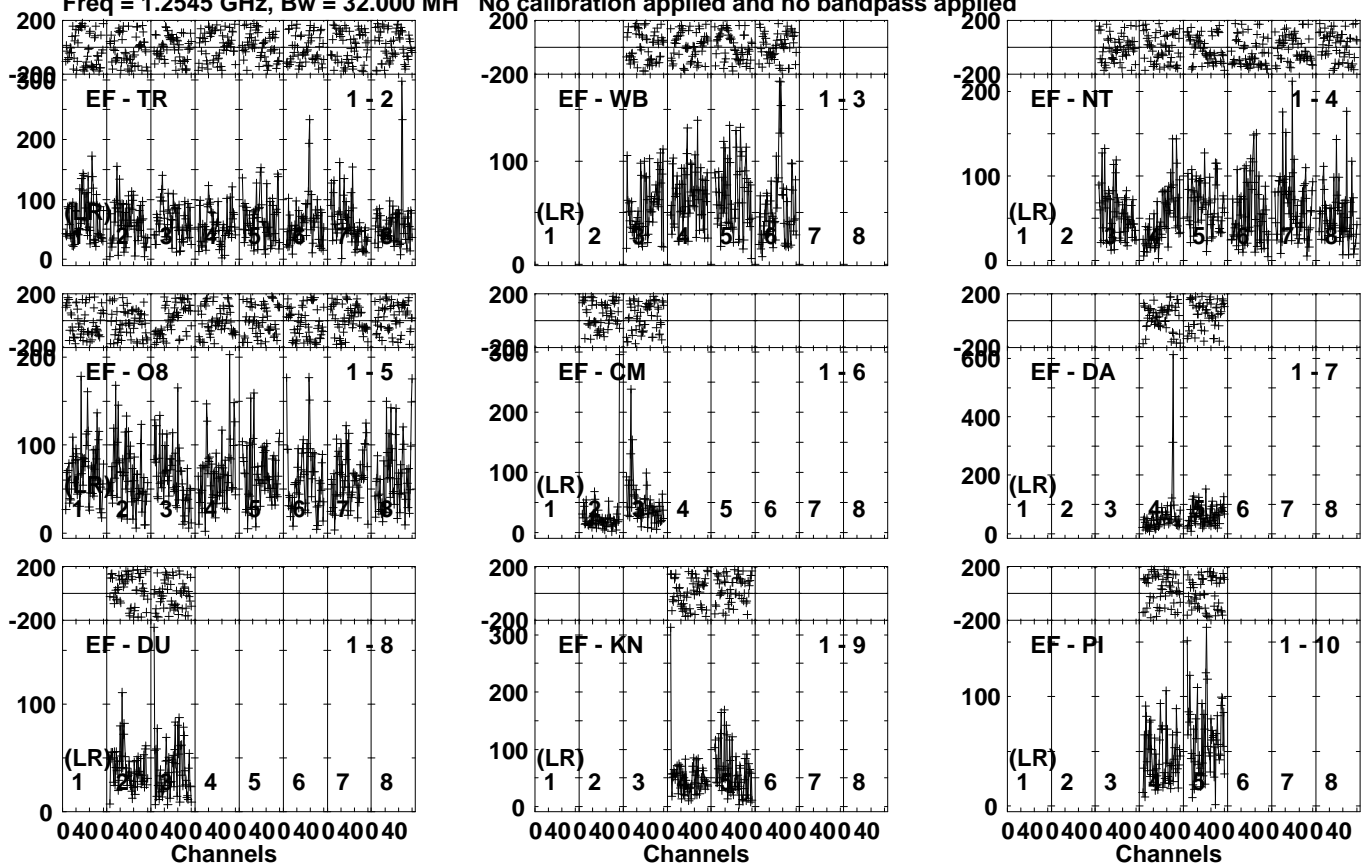 Freq = 1.2545 GHz, Bw = 32.000 MH No calibration applied and no bandpass applied
200
-200
EF - TR 1 - 2
300
200
100
0
(LR)
1 2 3 4 5 6 7 8
EF - WB 1 - 3
200
-200
100
0
(LR)
1 2 3 4 5 6 7 8
EF - NT 1 - 4
200
-200
200
100
0
(LR)
1 2 3 4 5 6 7 8
EF - O8 1 - 5
200
-200
200
100
0
(LR)
1 2 3 4 5 6 7 8
EF - CM 1 - 6
200
-200
300
200
100
0
(LR)
1 2 3 4 5 6 7 8
EF - DA 1 - 7
200
-200
600
400
200
0
(LR)
1 2 3 4 5 6 7 8
EF - DU 1 - 8
200
-200
100
0
(LR)
1 2 3 4 5 6 7 8
0 40 0 40 0 40 0 40 0 40 0 40 0 40 0 40
Channels
EF - KN 1 - 9
200
-200
300
200
100
0
(LR)
1 2 3 4 5 6 7 8
0 40 0 40 0 40 0 40 0 40 0 40 0 40 0 40
Channels
EF - PI 1 - 10
200
-200
100
0
(LR)
1 2 3 4 5 6 7 8
0 40 0 40 0 40 0 40 0 40 0 40 0 40 0 40
Channels